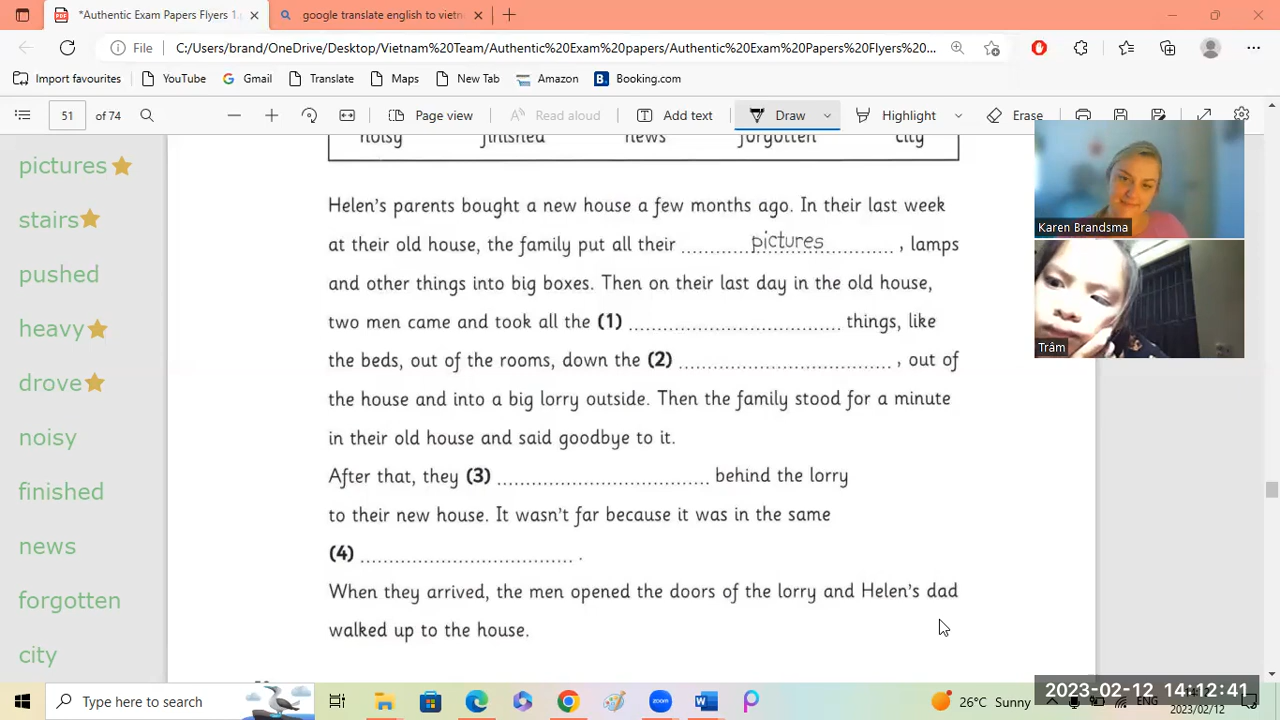 *Authentic Exam Papers Flyers 1
google translate english to vietn
File
C:/Users/brand/OneDrive/Desktop/Vietnam%20Team/Authentic%20Exam%20papers/Authentic%20Exam%20Papers%20Flyers%20...
Import favourites
YouTube
Gmail
Translate
Maps
New Tab
Amazon
B.
Booking.com
51 of 74
Page view
Read aloud
Add text
Draw
Highlight
Erase
noisy finished news forgotten city
pictures
stairs
pushed
heavy
drove
noisy
finished
news
forgotten
city
Helen's parents bought a new house a few months ago. In their last week
at their old house, the family put all their pictures, lamps
and other things into big boxes. Then on their last day in the old house,
two men came and took all the (1) ........................................ things, like
the beds, out of the rooms, down the (2) ........................................ , out of
the house and into a big lorry outside. Then the family stood for a minute
in their old house and said goodbye to it.
After that, they (3) ........................................ behind the lorry
to their new house. It wasn't far because it was in the same
(4) ........................................ .
When they arrived, the men opened the doors of the lorry and Helen's dad
walked up to the house.
Karen Brandsma
Trâm
Type here to search
zoom
26°C Sunny
ENG
2023-02-12 14:12:41
2023/02/12